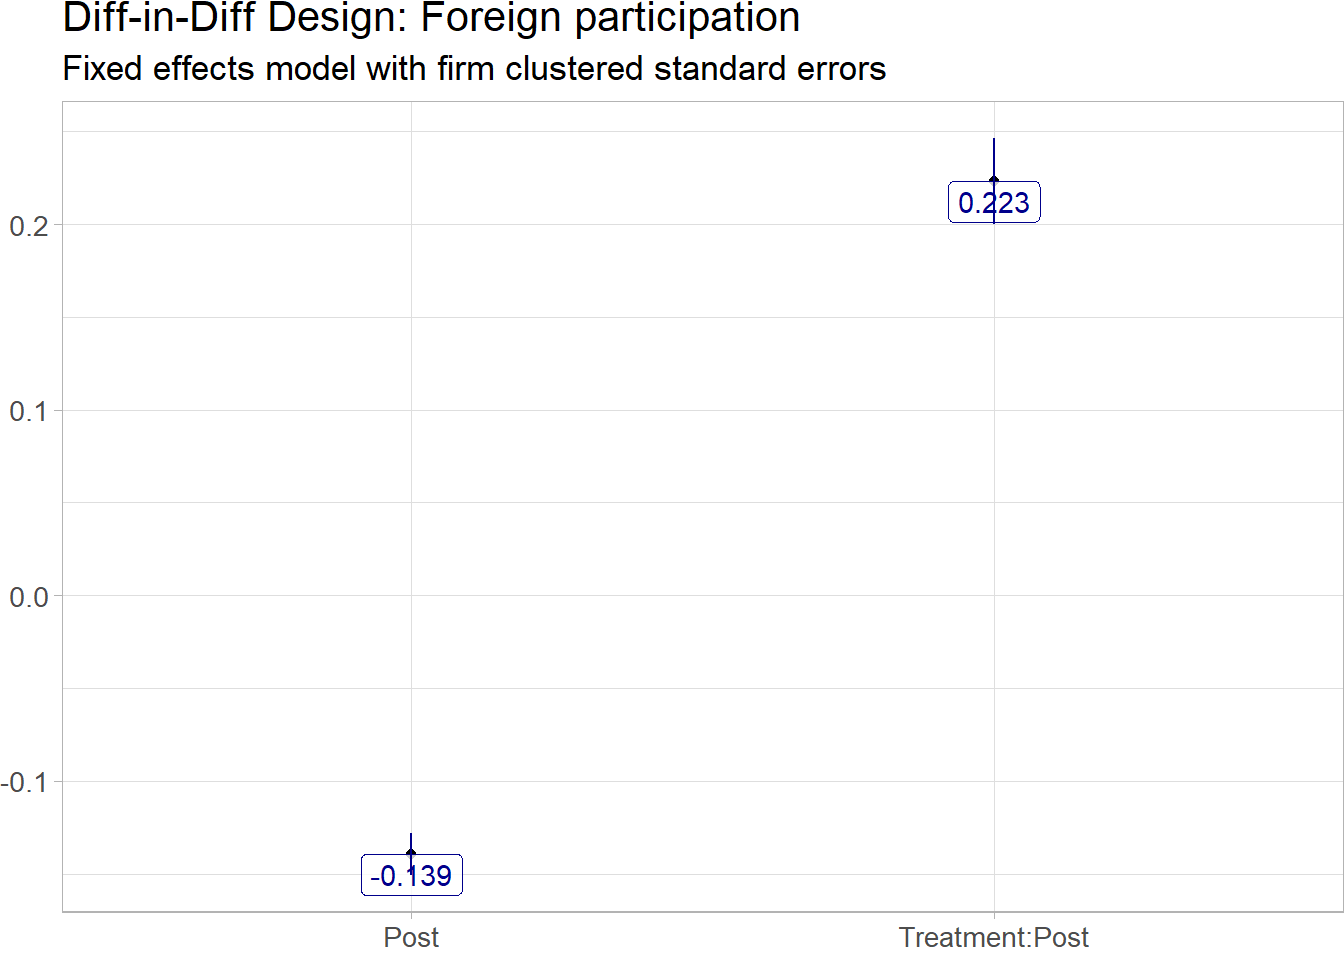 Diff-in-Diff Design: Foreign participation
Fixed effects model with firm clustered standard errors
0.2
0.1
0.0
-0.1
0.223
-0.139
Post
Treatment:Post